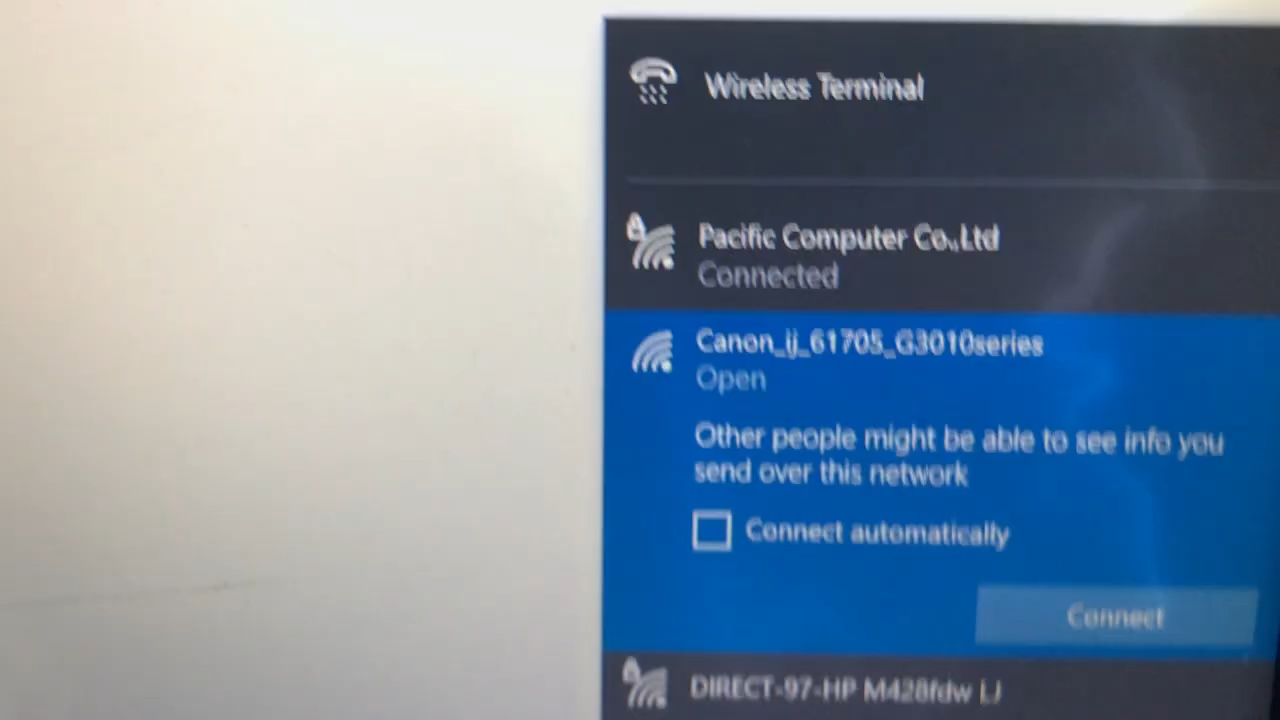 Wireless Terminal
Pacific Computer Co.,Ltd
Connected
Canon_ij_61705_G3010series
Open
Other people might be able to see info you
send over this network
Connect automatically
Connect
DIRECT-97-HP M428fdw LJ